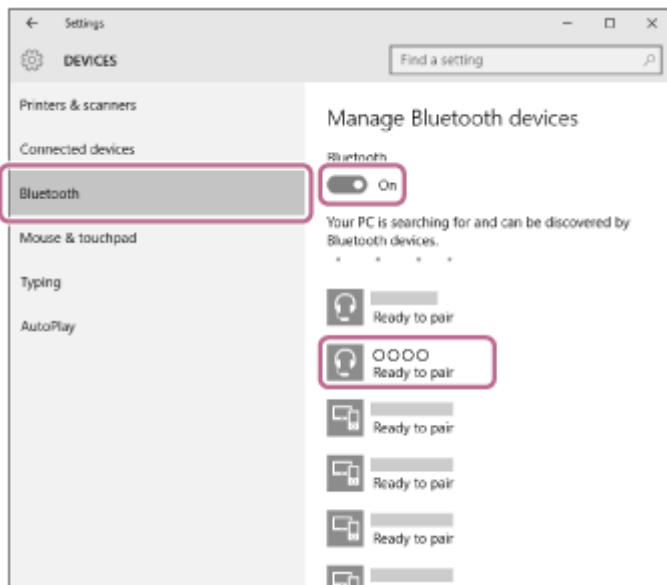 Settings
DEVICES
Find a setting
Printers & scanners
Connected devices
Bluetooth
Mouse & touchpad
Typing
AutoPlay
Manage Bluetooth devices
Bluetooth
On
Your PC is searching for and can be discovered by
Bluetooth devices.
Ready to pair
OOOO
Ready to pair
Ready to pair
Ready to pair
Ready to pair